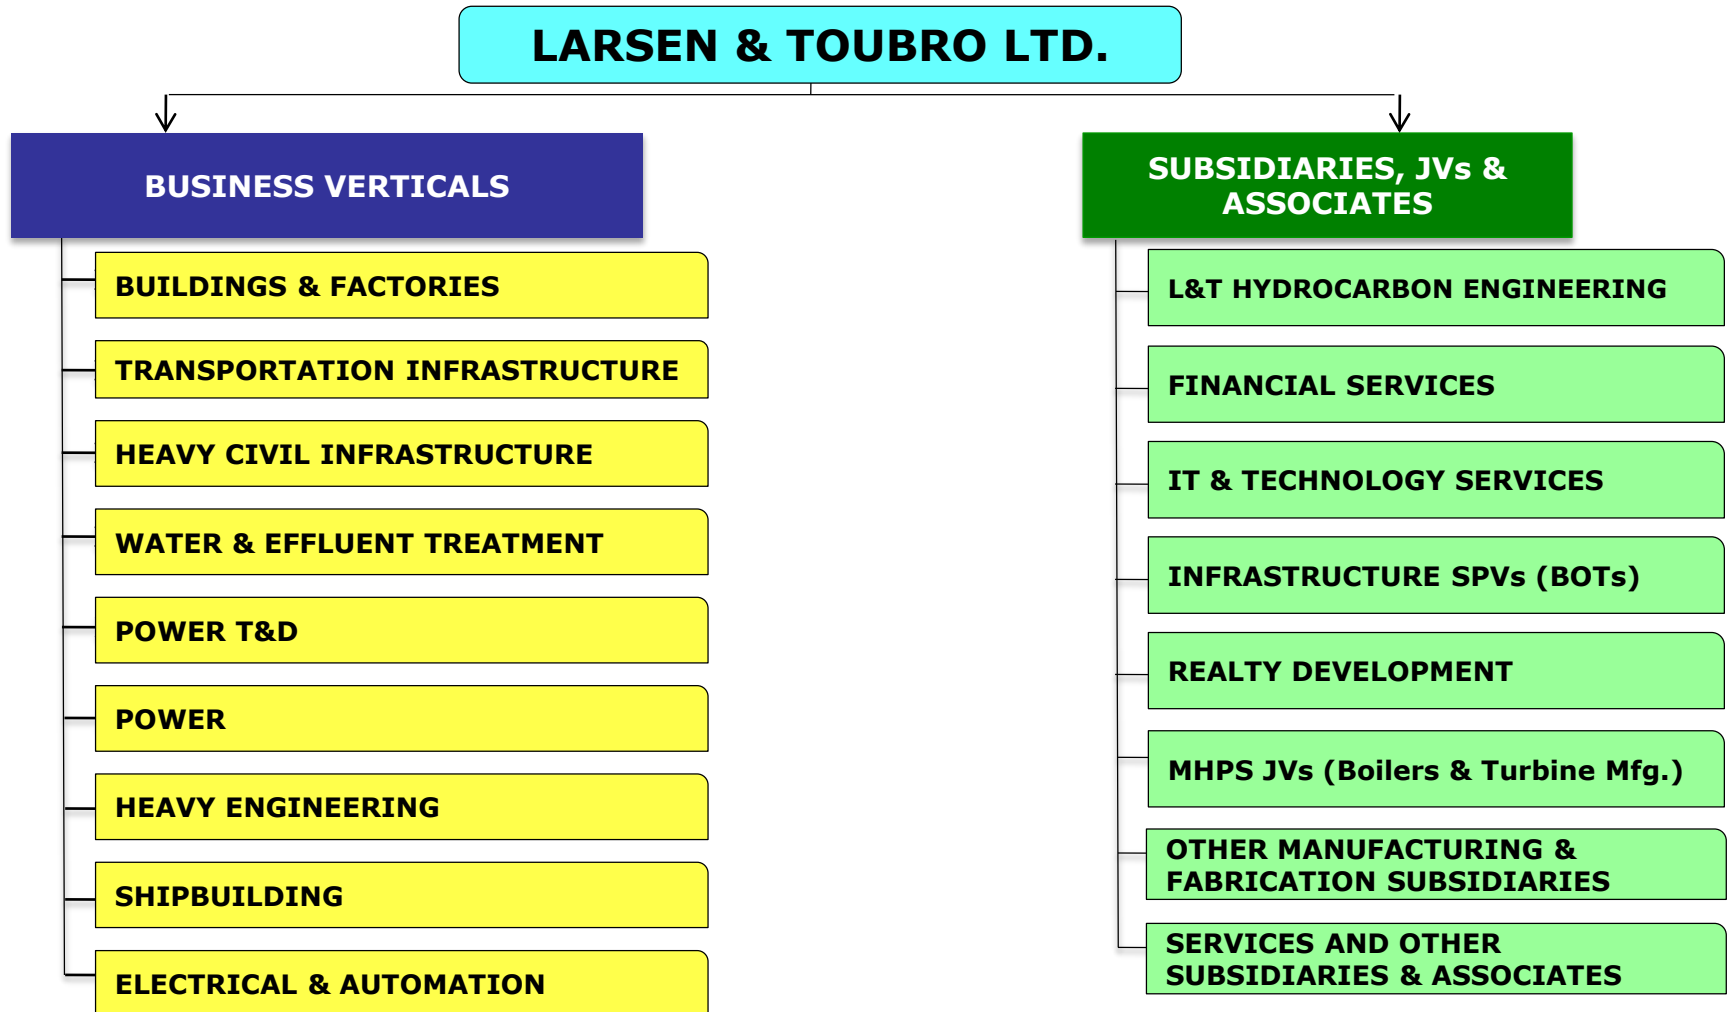 LARSEN & TOUBRO LTD.
BUSINESS VERTICALS
BUILDINGS & FACTORIES
TRANSPORTATION INFRASTRUCTURE
HEAVY CIVIL INFRASTRUCTURE
WATER & EFFLUENT TREATMENT
POWER T&D
POWER
HEAVY ENGINEERING
SHIPBUILDING
ELECTRICAL & AUTOMATION
SUBSIDIARIES, JVs &
ASSOCIATES
L&T HYDROCARBON ENGINEERING
FINANCIAL SERVICES
IT & TECHNOLOGY SERVICES
INFRASTRUCTURE SPVs (BOTs)
REALTY DEVELOPMENT
MHPS JVs (Boilers & Turbine Mfg.)
OTHER MANUFACTURING &
FABRICATION SUBSIDIARIES
SERVICES AND OTHER
SUBSIDIARIES & ASSOCIATES